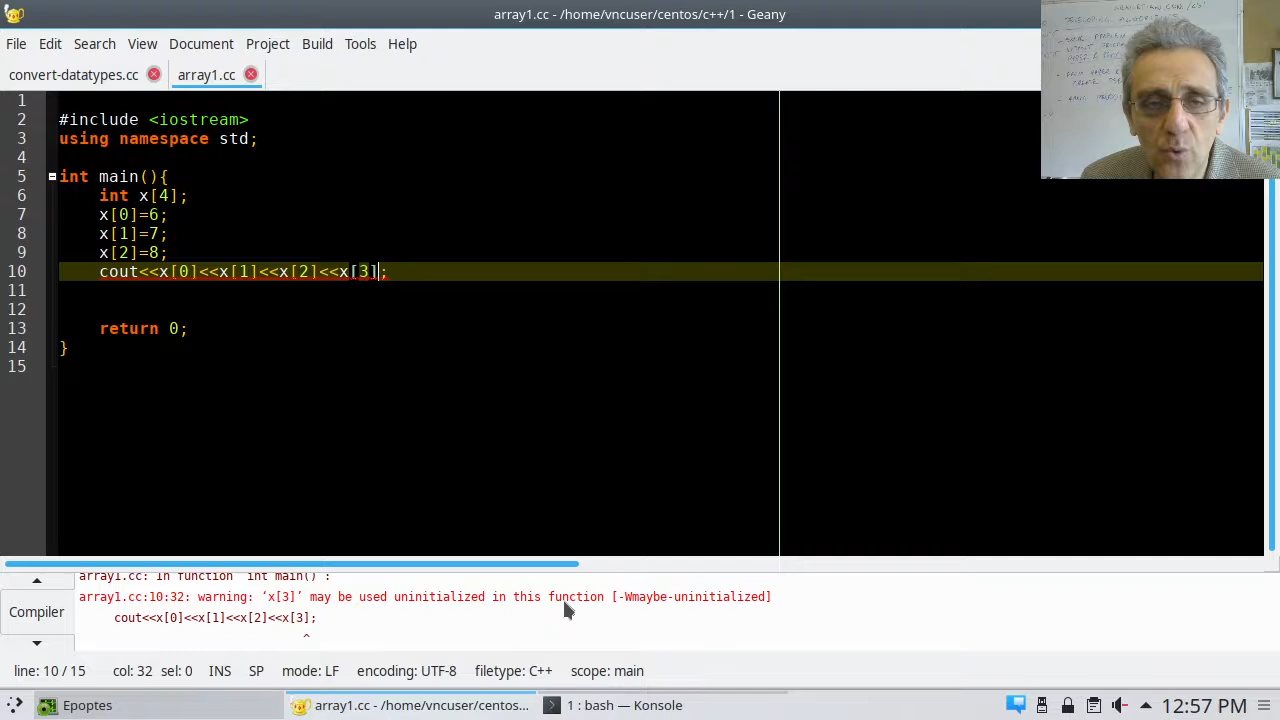 array1.cc - /home/vncuser/centos/c++/1 - Geany
File Edit Search View Document Project Build Tools Help
convert-datatypes.cc array1.cc
1
2 #include <iostream>
3 using namespace std;
4
5 int main(){
6 int x[4];
7 x[0]=6;
8 x[1]=7;
9 x[2]=8;
10 cout<<x[0]<<x[1]<<x[2]<<x[3];
11
12
13 return 0;
14 }
15
array1.cc: In function 'int main()':
array1.cc:10:32: warning: ‘x[3]’ may be used uninitialized in this function [-Wmaybe-uninitialized]
cout<<x[0]<<x[1]<<x[2]<<x[3];
^
Compiler
line: 10 / 15 col: 32 sel: 0 INS SP mode: LF encoding: UTF-8 filetype: C++ scope: main
Epoptes array1.cc - /home/vncuser/centos... 1 : bash — Konsole 12:57 PM